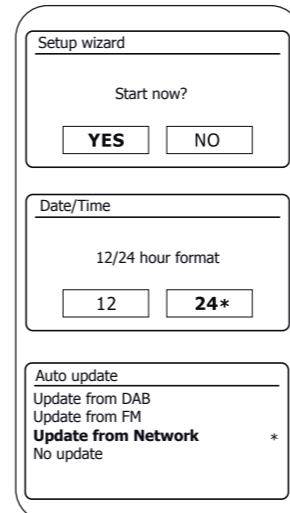 Setup wizard
Start now?
YES NO
Date/Time
12/24 hour format
12 24*
Auto update
Update from DAB
Update from FM
Update from Network *
No update